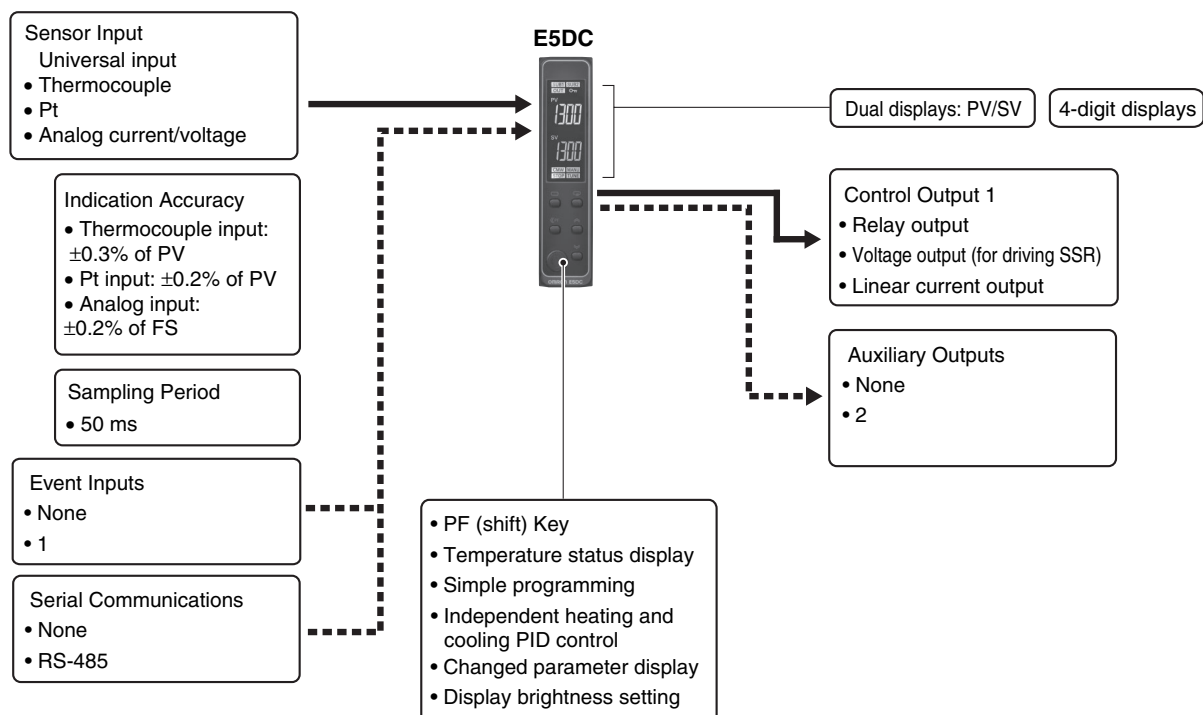 Sensor Input
Universal input
• Thermocouple
• Pt
• Analog current/voltage
Indication Accuracy
• Thermocouple input:
±0.3% of PV
• Pt input: ±0.2% of PV
• Analog input:
±0.2% of FS
Sampling Period
• 50 ms
Event Inputs
• None
• 1
Serial Communications
• None
• RS-485
E5DC
PV
1300
SV
1300
• PF (shift) Key
• Temperature status display
• Simple programming
• Independent heating and
cooling PID control
• Changed parameter display
• Display brightness setting
Dual displays: PV/SV
4-digit displays
Control Output 1
• Relay output
• Voltage output (for driving SSR)
• Linear current output
Auxiliary Outputs
• None
• 2